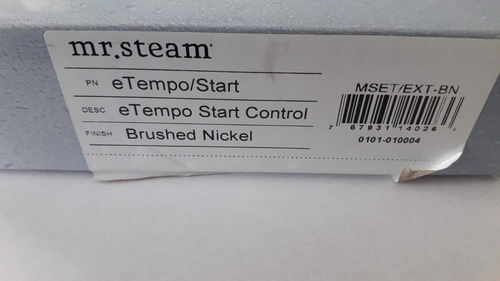 mr.steam
PN eTempo/Start
DESC eTempo Start Control
FINISH Brushed Nickel
MSET/EXT-BN
7 67931 14026 7
0101-010004